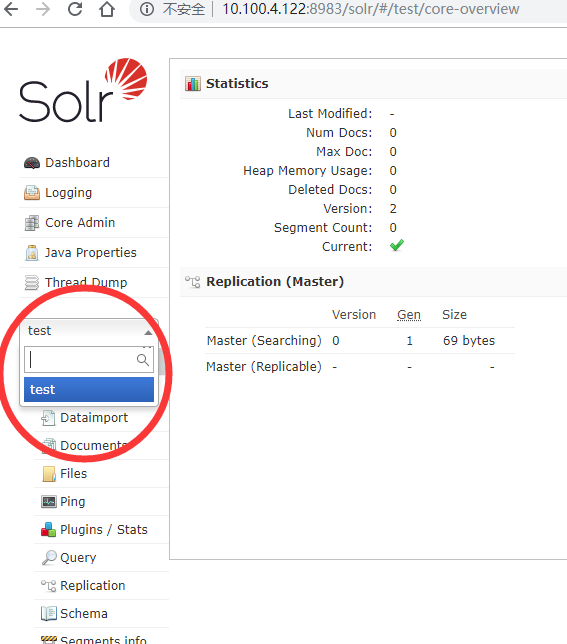 不安全 | 10.100.4.122:8983/solr/#/test/core-overview
Solr
Dashboard
Logging
Core Admin
Java Properties
Thread Dump
test
test
Dataimport
Documents
Files
Ping
Plugins / Stats
Query
Replication
Schema
Segments info
Statistics
Last Modified: -
Num Docs: 0
Max Doc: 0
Heap Memory Usage: 0
Deleted Docs: 0
Version: 2
Segment Count: 0
Current:
Replication (Master)
Version Gen Size
Master (Searching) 0 1 69 bytes
Master (Replicable) - - -